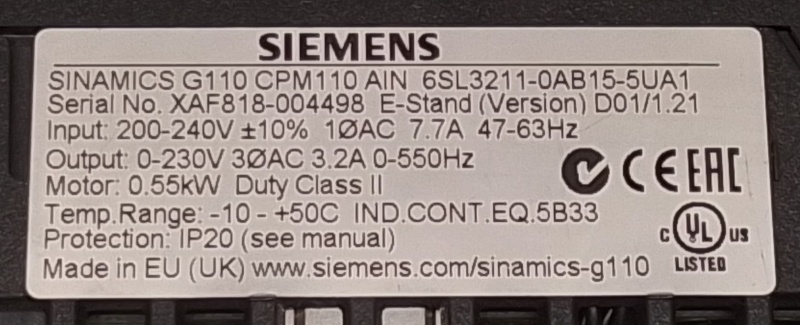 SIEMENS
SINAMICS G110 CPM110 AIN 6SL3211-0AB15-5UA1
Serial No. XAF818-004498 E-Stand (Version) D01/1.21
Input: 200-240V ±10% 1ØAC 7.7A 47-63Hz
Output: 0-230V 3ØAC 3.2A 0-550Hz
Motor: 0.55kW Duty Class II
Temp.Range: -10 - +50C IND.CONT.EQ.5B33
Protection: IP20 (see manual)
Made in EU (UK) www.siemens.com/sinamics-g110
CE EAC
C UL US
LISTED